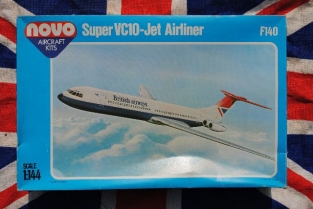 novo
AIRCRAFT
KITS
Super VC10-Jet Airliner
F140
British airways
SCALE
1:144